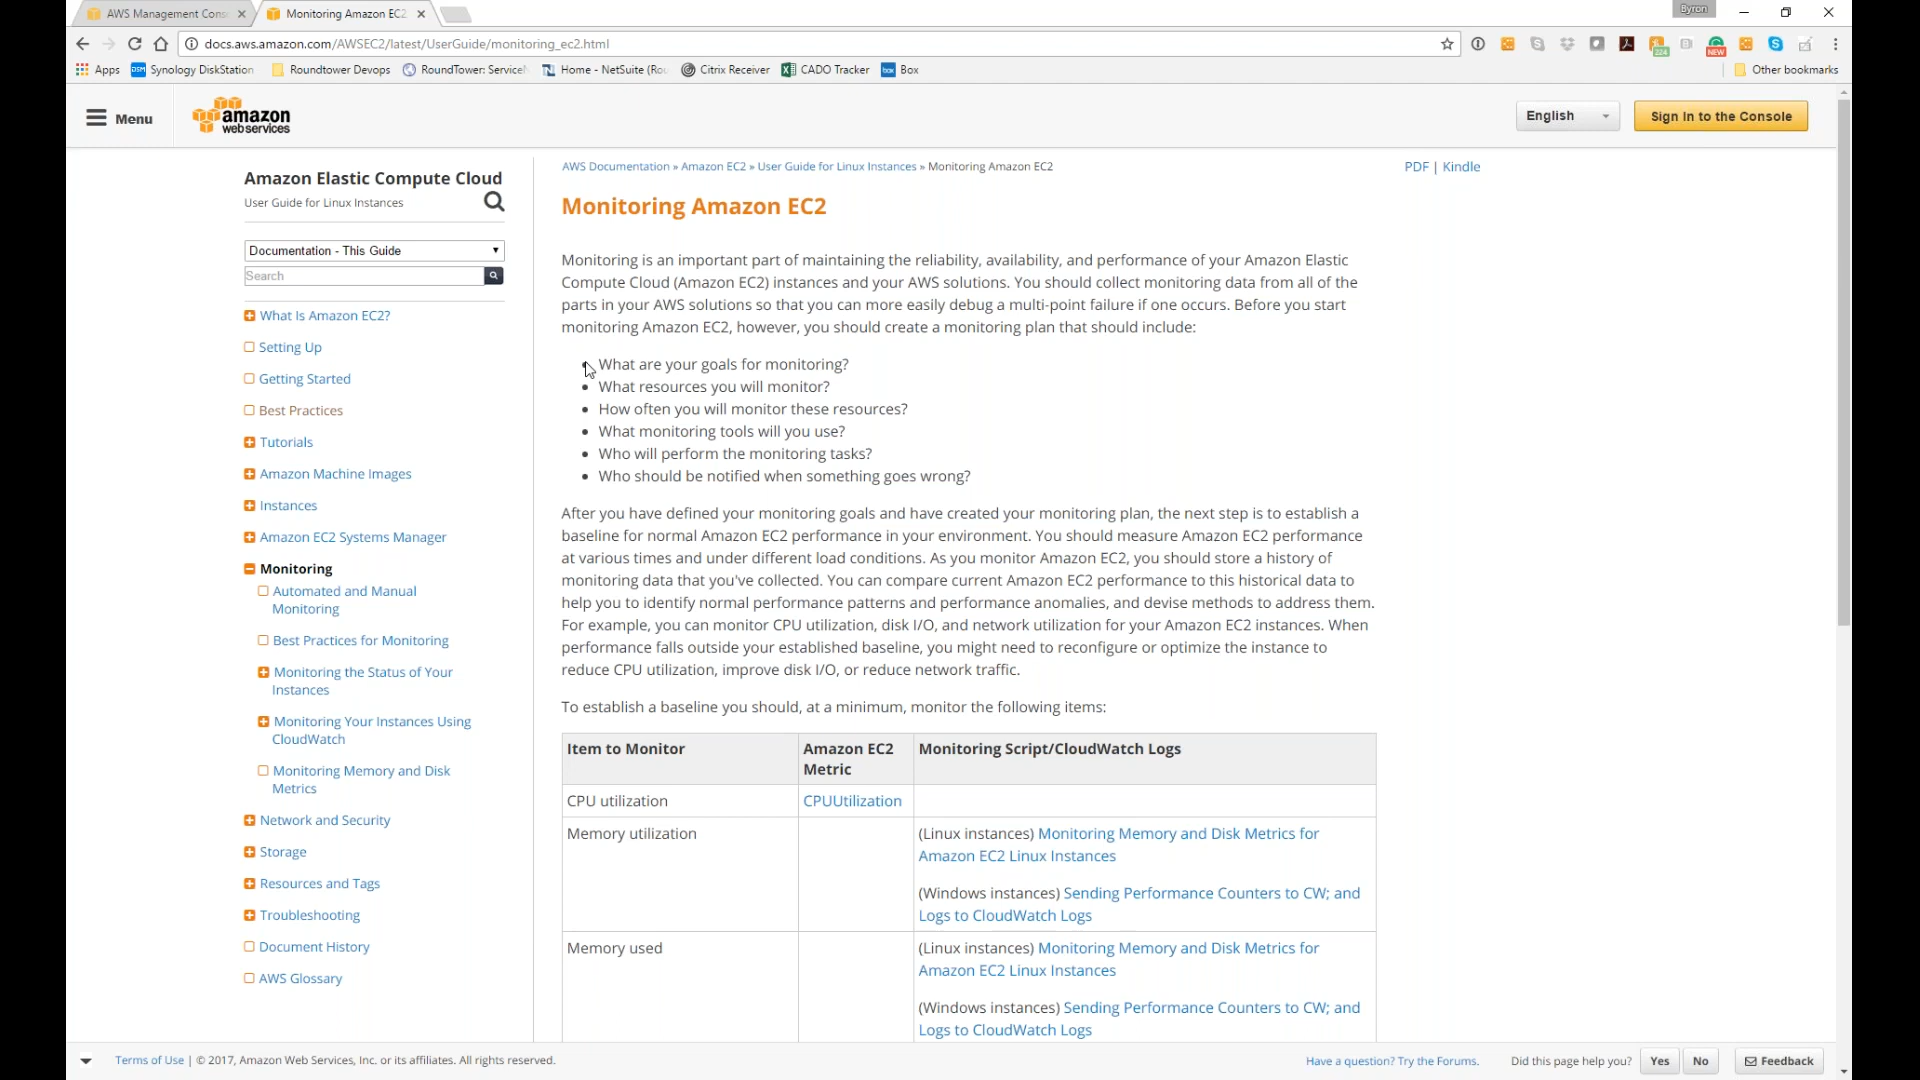 AWS Management Cons
Monitoring Amazon EC2
Byron
docs.aws.amazon.com/AWSEC2/latest/UserGuide/monitoring_ec2.html
224
NEW
Apps
DSM Synology DiskStation
Roundtower Devops
RoundTower: Service
Home - NetSuite (Rou
Citrix Receiver
CADO Tracker
box Box
Other bookmarks
Menu
amazon
webservices
English
Sign In to the Console
Amazon Elastic Compute Cloud
User Guide for Linux Instances
Documentation - This Guide
Search
What Is Amazon EC2?
Setting Up
Getting Started
Best Practices
Tutorials
Amazon Machine Images
Instances
Amazon EC2 Systems Manager
Monitoring
Automated and Manual
Monitoring
Best Practices for Monitoring
Monitoring the Status of Your
Instances
Monitoring Your Instances Using
CloudWatch
Monitoring Memory and Disk
Metrics
Network and Security
Storage
Resources and Tags
Troubleshooting
Document History
AWS Glossary
AWS Documentation » Amazon EC2 » User Guide for Linux Instances » Monitoring Amazon EC2
PDF | Kindle
Monitoring Amazon EC2
Monitoring is an important part of maintaining the reliability, availability, and performance of your Amazon Elastic
Compute Cloud (Amazon EC2) instances and your AWS solutions. You should collect monitoring data from all of the
parts in your AWS solutions so that you can more easily debug a multi-point failure if one occurs. Before you start
monitoring Amazon EC2, however, you should create a monitoring plan that should include:
• What are your goals for monitoring?
• What resources you will monitor?
• How often you will monitor these resources?
• What monitoring tools will you use?
• Who will perform the monitoring tasks?
• Who should be notified when something goes wrong?
After you have defined your monitoring goals and have created your monitoring plan, the next step is to establish a
baseline for normal Amazon EC2 performance in your environment. You should measure Amazon EC2 performance
at various times and under different load conditions. As you monitor Amazon EC2, you should store a history of
monitoring data that you've collected. You can compare current Amazon EC2 performance to this historical data to
help you to identify normal performance patterns and performance anomalies, and devise methods to address them.
For example, you can monitor CPU utilization, disk I/O, and network utilization for your Amazon EC2 instances. When
performance falls outside your established baseline, you might need to reconfigure or optimize the instance to
reduce CPU utilization, improve disk I/O, or reduce network traffic.
To establish a baseline you should, at a minimum, monitor the following items:
Item to Monitor
Amazon EC2
Metric
Monitoring Script/CloudWatch Logs
CPU utilization
CPUUtilization
Memory utilization
(Linux instances) Monitoring Memory and Disk Metrics for
Amazon EC2 Linux Instances
(Windows instances) Sending Performance Counters to CW; and
Logs to CloudWatch Logs
Memory used
(Linux instances) Monitoring Memory and Disk Metrics for
Amazon EC2 Linux Instances
(Windows instances) Sending Performance Counters to CW; and
Logs to CloudWatch Logs
Terms of Use | © 2017, Amazon Web Services, Inc. or its affiliates. All rights reserved.
Have a question? Try the Forums.
Did this page help you?
Yes
No
Feedback